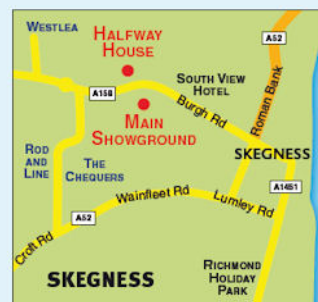 WESTLEA
HALFWAY
HOUSE
A52
A158
SOUTH VIEW
HOTEL
Burgh Rd
Roman Bank
MAIN
SHOWGROUND
ROD
AND
LINE
THE
CHEQUERS
SKEGNESS
A1451
Wainfleet Rd
Lumley Rd
A52
Croft Rd
SKEGNESS
RICHMOND
HOLIDAY
PARK